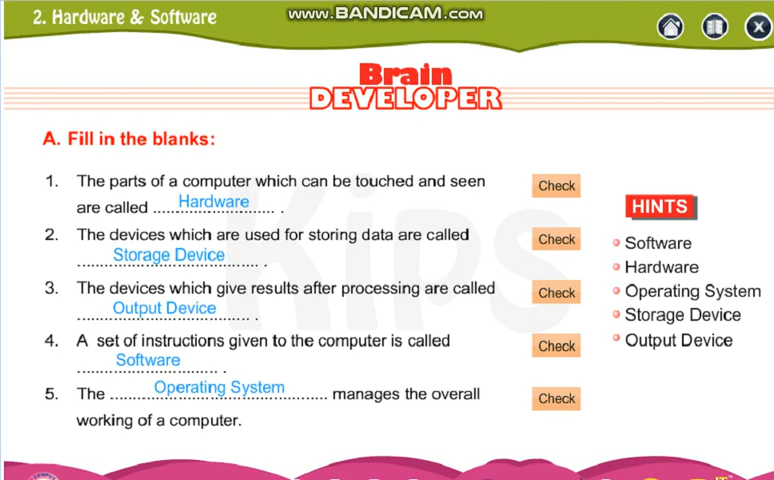 2. Hardware & Software
www.BANDICAM.com
Brain
DEVELOPER
A. Fill in the blanks:
1. The parts of a computer which can be touched and seen
are called ...Hardware... .
Check
2. The devices which are used for storing data are called
Storage Device .
Check
3. The devices which give results after processing are called
Output Device .
Check
4. A set of instructions given to the computer is called
Software .
Check
5. The ...Operating System... manages the overall
working of a computer.
Check
HINTS
Software
Hardware
Operating System
Storage Device
Output Device
Kips